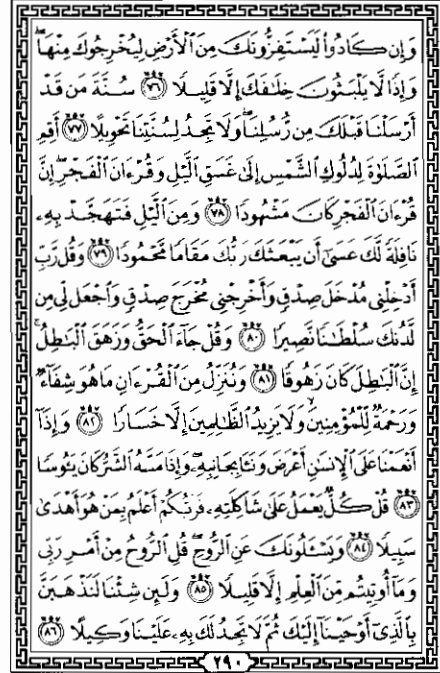 وَإِن كَادُوا۟ لَيَسْتَفِزُّونَكَ مِنَ ٱلْأَرْضِ لِيُخْرِجُوكَ مِنْهَا ۖ
وَإِذًا لَّا يَلْبَثُونَ خِلَـٰفَكَ إِلَّا قَلِيلًا ٧٦ سُنَّةَ مَن قَدْ
أَرْسَلْنَا قَبْلَكَ مِن رُّسُلِنَا ۖ وَلَا تَجِدُ لِسُنَّتِنَا تَحْوِيلًا ٧٧ أَقِمِ
ٱلصَّلَوٰةَ لِدُلُوكِ ٱلشَّمْسِ إِلَىٰ غَسَقِ ٱلَّيْلِ وَقُرْءَانَ ٱلْفَجْرِ ۖ إِنَّ
قُرْءَانَ ٱلْفَجْرِ كَانَ مَشْهُودًا ٧٨ وَمِنَ ٱلَّيْلِ فَتَهَجَّدْ بِهِۦ
نَافِلَةً لَّكَ عَسَىٰٓ أَن يَبْعَثَكَ رَبُّكَ مَقَامًا مَّحْمُودًا ٧٩ وَقُل رَّبِّ
أَدْخِلْنِى مُدْخَلَ صِدْقٍ وَأَخْرِجْنِى مُخْرَجَ صِدْقٍ وَٱجْعَل لِّى مِن
لَّدُنكَ سُلْطَـٰنًا نَّصِيرًا ٨٠ وَقُلْ جَآءَ ٱلْحَقُّ وَزَهَقَ ٱلْبَـٰطِلُ ۚ
إِنَّ ٱلْبَـٰطِلَ كَانَ زَهُوقًا ٨١ وَنُنَزِّلُ مِنَ ٱلْقُرْءَانِ مَا هُوَ شِفَآءٌ
وَرَحْمَةٌ لِّلْمُؤْمِنِينَ ۙ وَلَا يَزِيدُ ٱلظَّـٰلِمِينَ إِلَّا خَسَارًا ٨٢ وَإِذَآ
أَنْعَمْنَا عَلَى ٱلْإِنسَـٰنِ أَعْرَضَ وَنَـَٔا بِجَانِبِهِۦ ۖ وَإِذَا مَسَّهُ ٱلشَّرُّ كَانَ يَـُٔوسًا
٨٣ قُلْ كُلٌّ يَعْمَلُ عَلَىٰ شَاكِلَتِهِۦ فَرَبُّكُمْ أَعْلَمُ بِمَنْ هُوَ أَهْدَىٰ
سَبِيلًا ٨٤ وَيَسْـَٔلُونَكَ عَنِ ٱلرُّوحِ ۖ قُلِ ٱلرُّوحُ مِنْ أَمْرِ رَبِّى
وَمَآ أُوتِيتُم مِّنَ ٱلْعِلْمِ إِلَّا قَلِيلًا ٨٥ وَلَئِن شِئْنَا لَنَذْهَبَنَّ
بِٱلَّذِىٓ أَوْحَيْنَآ إِلَيْكَ ثُمَّ لَا تَجِدُ لَكَ بِهِۦ عَلَيْنَا وَكِيلًا ٨٦
٢٩٠